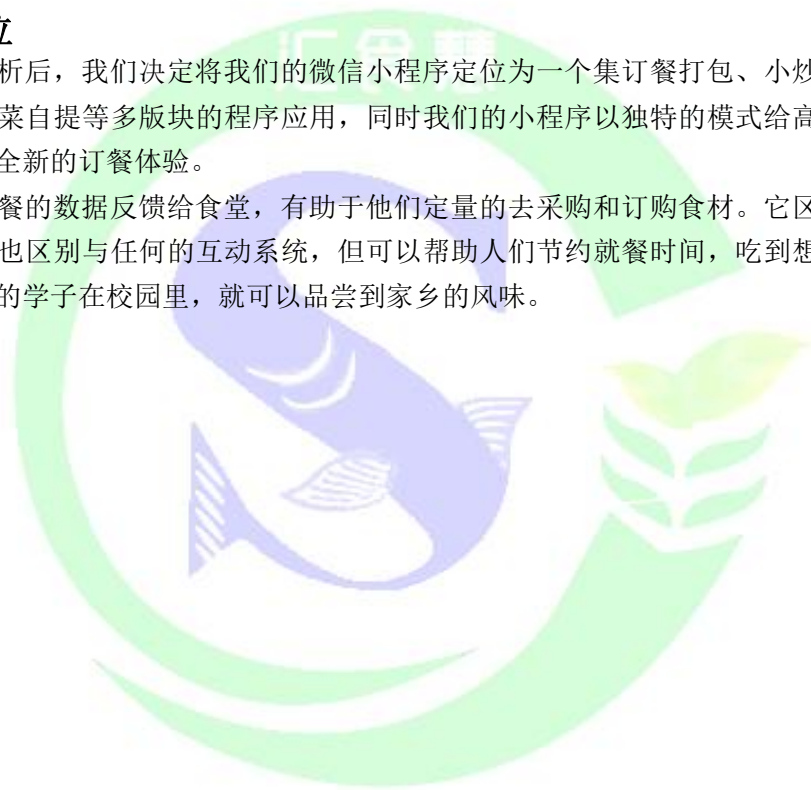 位
析后，我们决定将我们的微信小程序定位为一个集订餐打包、小炒
菜自提等多版块的程序应用，同时我们的小程序以独特的模式给高
全新的订餐体验。
餐的数据反馈给食堂，有助于他们定量的去采购和订购食材。它区
也区别与任何的互动系统，但可以帮助人们节约就餐时间，吃到想
的学子在校园里，就可以品尝到家乡的风味。
汇食慧